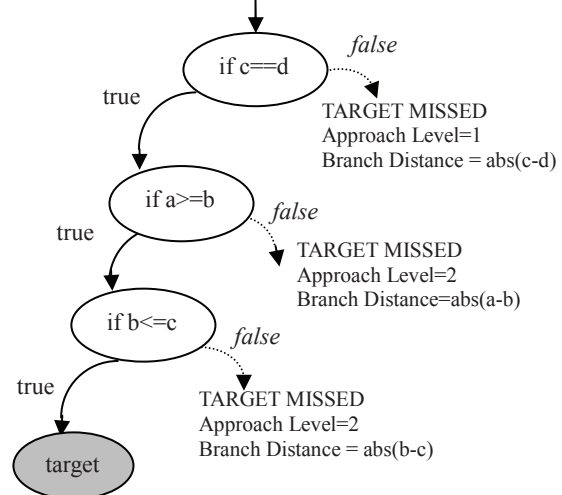 if c==d
false
true
TARGET MISSED
Approach Level=1
Branch Distance = abs(c-d)
if a>=b
false
true
TARGET MISSED
Approach Level=2
Branch Distance=abs(a-b)
if b<=c
false
true
TARGET MISSED
Approach Level=2
Branch Distance = abs(b-c)
target